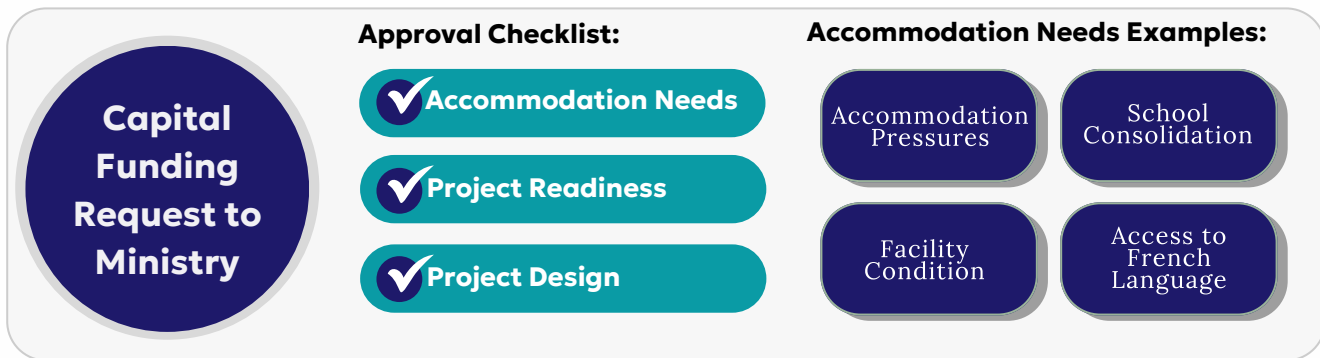 Capital
Funding
Request to
Ministry
Approval Checklist:
Accommodation Needs
Project Readiness
Project Design
Accommodation Needs Examples:
Accommodation
Pressures
School
Consolidation
Facility
Condition
Access to
French
Language